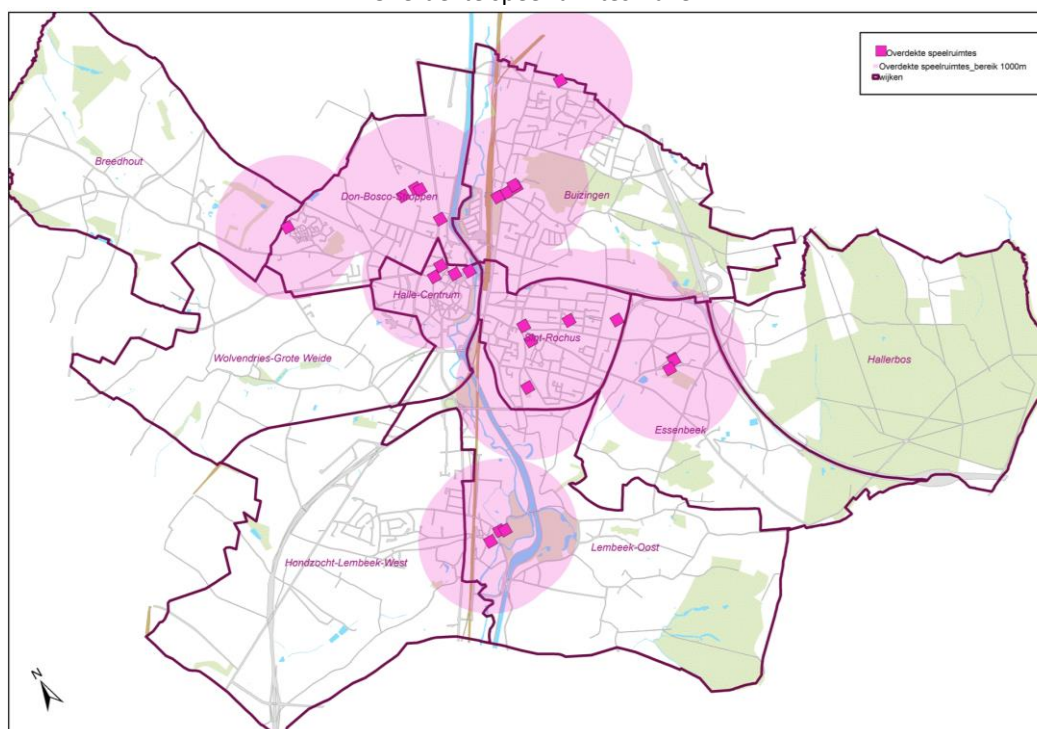 Overdekte speelruimtes
Overdekte speelruimtes_bereik 1000m
wijken
Breedhout
Don-Bosco-Stroppen
Buizingen
Halle-Centrum
Sint-Rochus
Wolvendries-Grote Weide
Hallerbos
Essenbeek
Hondzocht-Lembeek-West
Lembeek-Oost
N